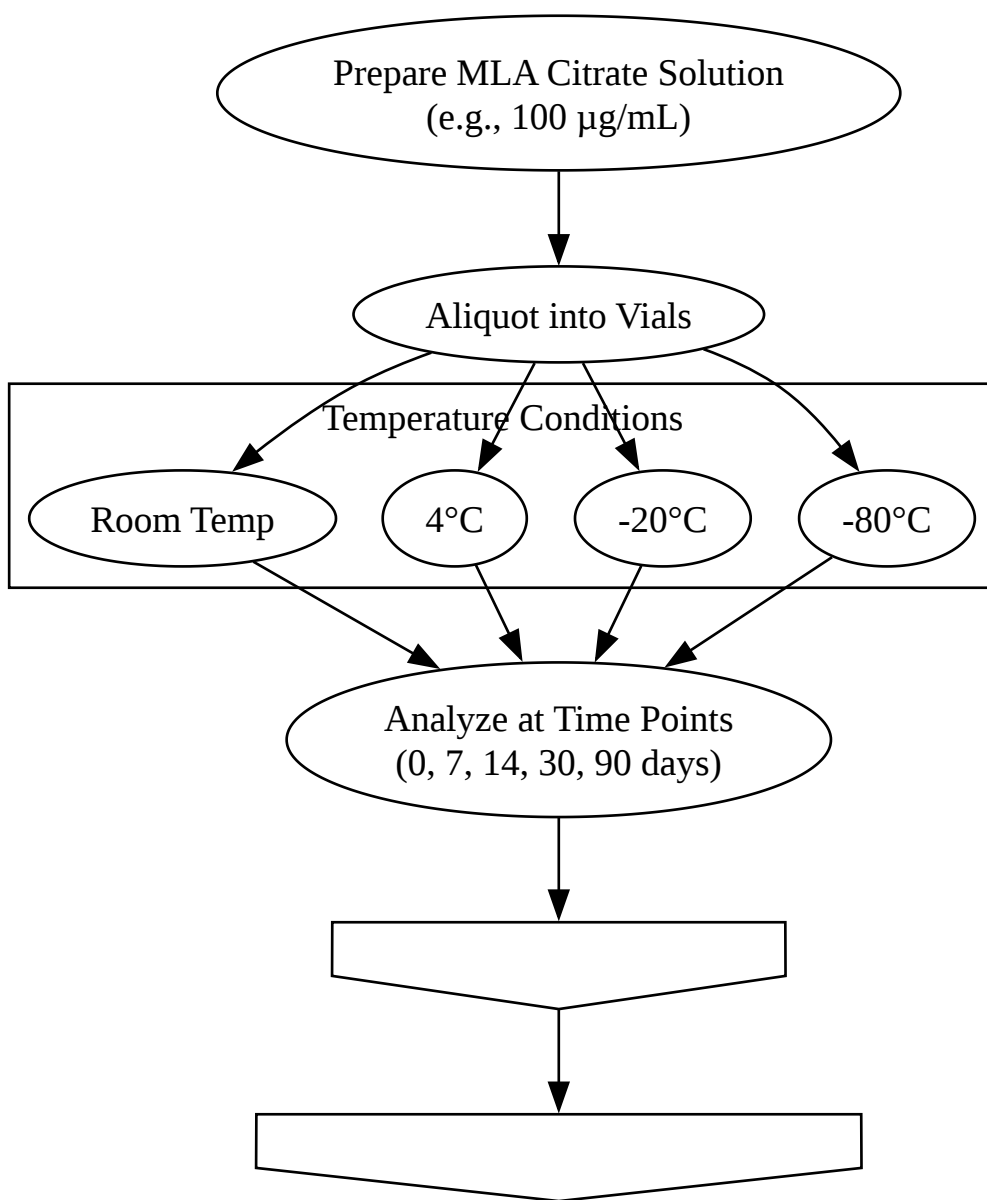 Prepare MLA Citrate Solution
(e.g., 100 µg/mL)
Aliquot into Vials
Temperature Conditions
Room Temp
4°C
-20°C
-80°C
Analyze at Time Points
(0, 7, 14, 30, 90 days)